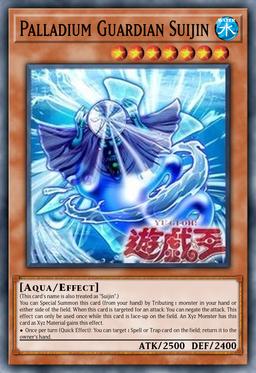 Palladium Guardian Suijin
WATER
水
YU-GI-OH!
遊戯王
[Aqua/Effect]
(This card's name is also treated as "Suijin".)
You can Special Summon this card (from your hand) by Tributing 1 monster in your hand or
either side of the field. When this card is targeted for an attack: You can negate the attack. This
effect can only be used once while this card is face-up on the field. An Xyz Monster has this
card as Xyz Material gains this effect.
● Once per turn (Quick Effect): You can target 1 Spell or Trap card on the field; return it to the
owner's hand.
ATK/2500 DEF/2400